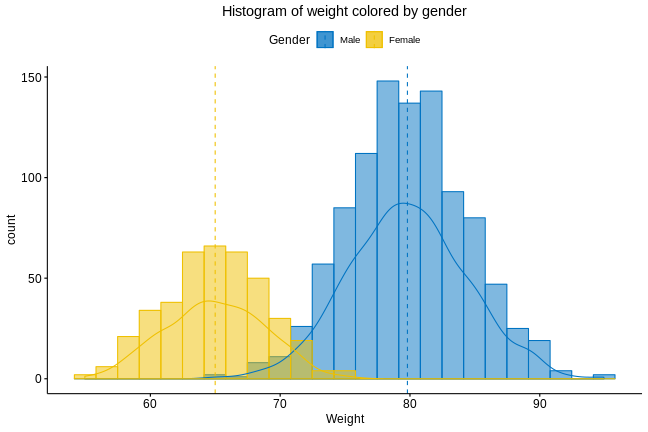 Histogram of weight colored by gender
Gender Male Female
150
100
50
0
count
60 70 80 90
Weight